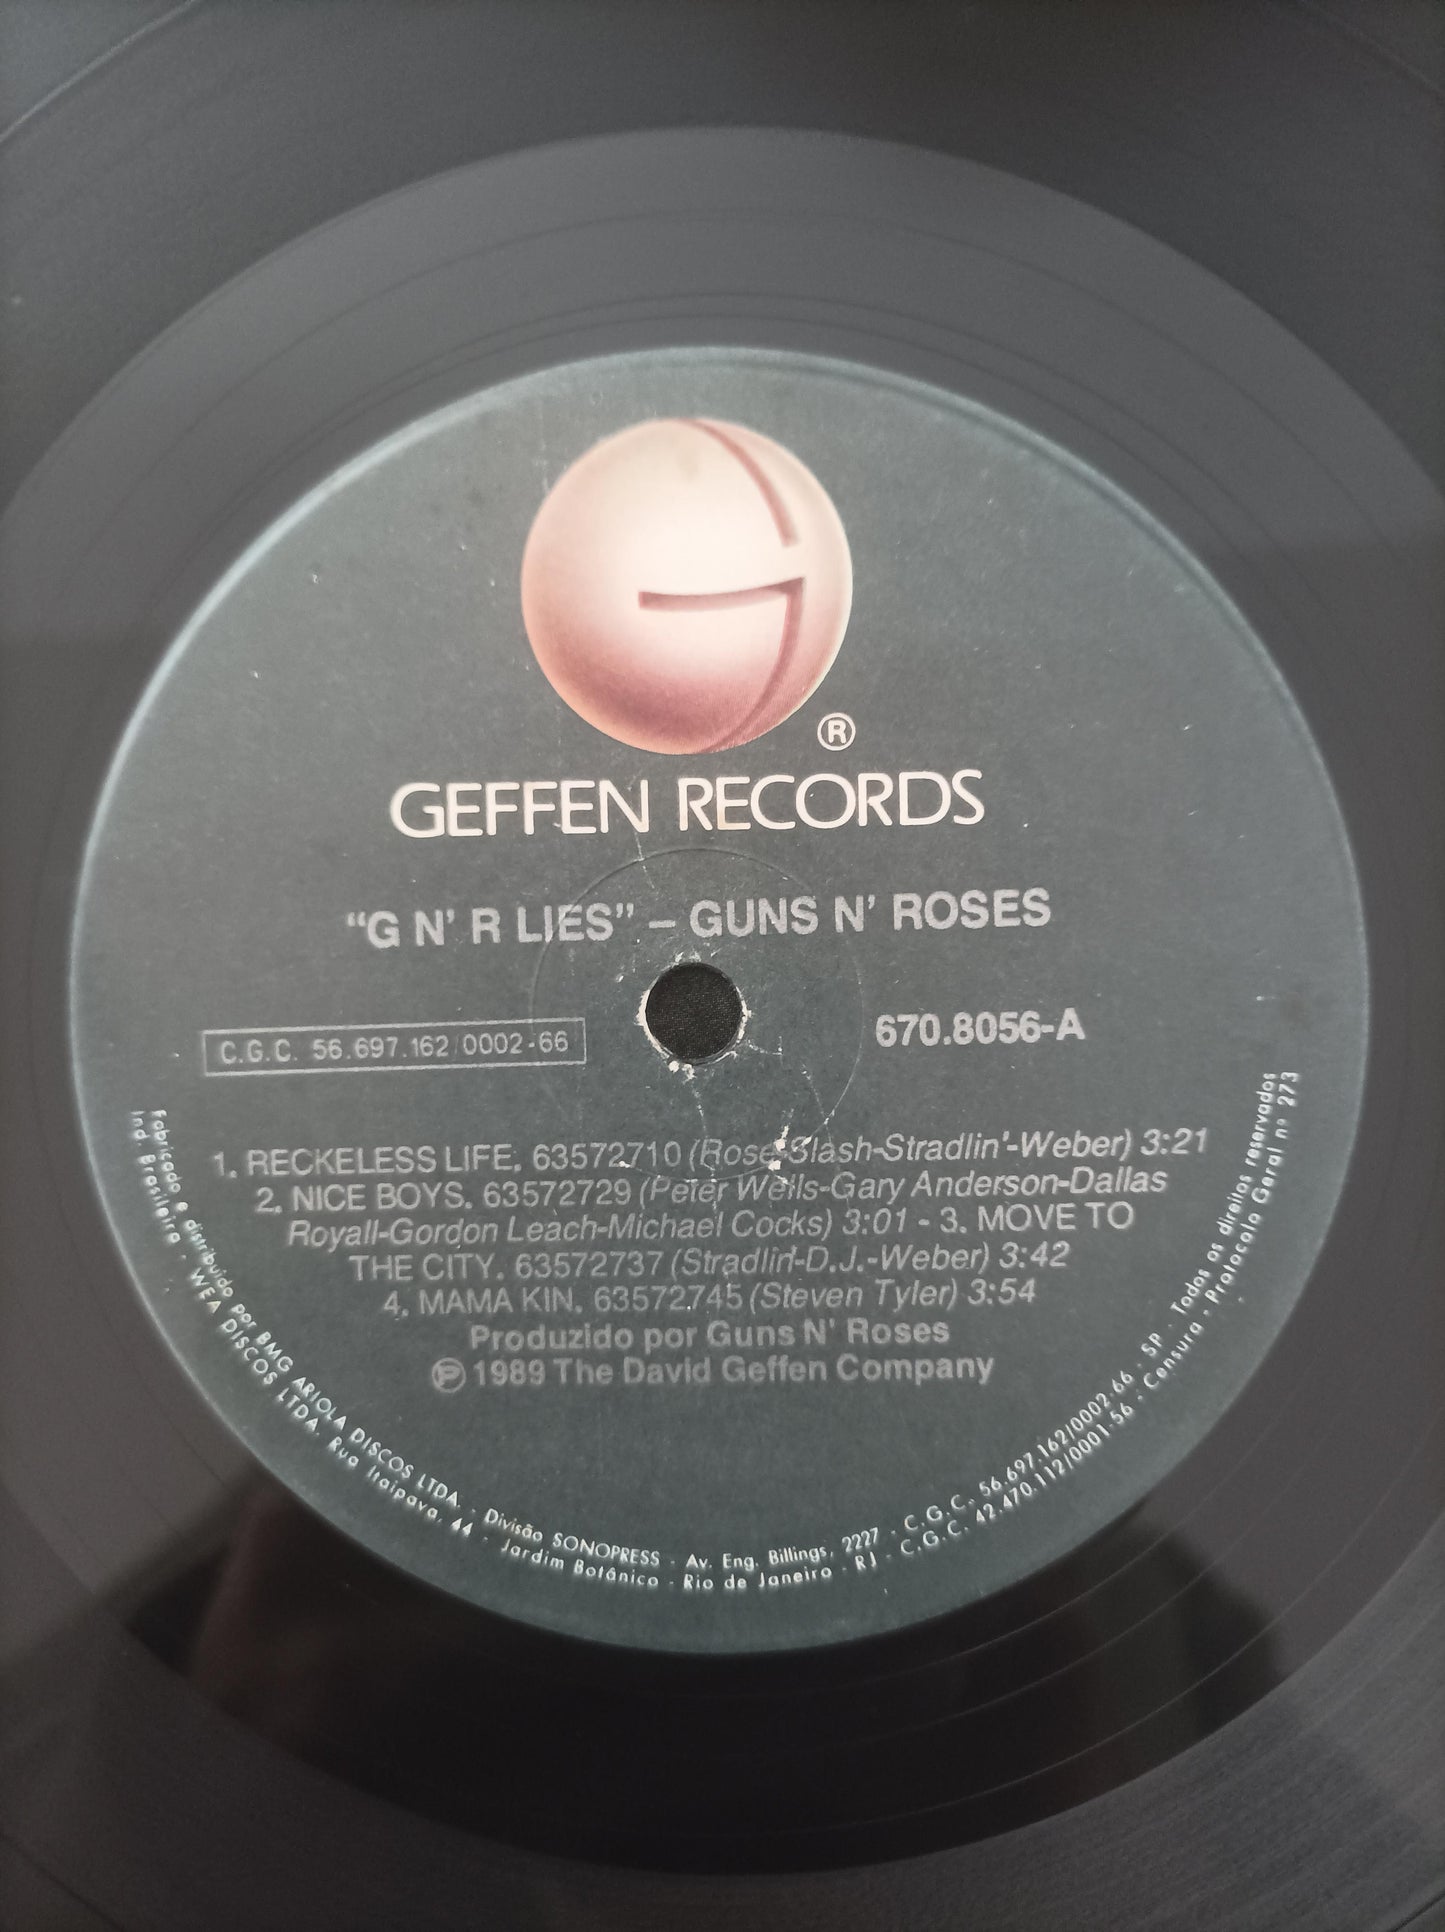 ®
GEFFEN RECORDS
“G N’ R LIES” – GUNS N’ ROSES
C.G.C. 56.697.162/0002-66
670.8056-A
1. RECKELESS LIFE. 63572710 (Rose-Slash-Stradlin'-Weber) 3:21
2. NICE BOYS. 63572729 (Peter Wells-Gary Anderson-Dallas
Royall-Gordon Leach-Michael Cocks) 3:01 - 3. MOVE TO
THE CITY. 63572737 (Stradlin'-D.J.-Weber) 3:42
4. MAMA KIN. 63572745 (Steven Tyler) 3:54
Produzido por Guns N' Roses
℗ 1989 The David Geffen Company
Fabricado e distribuído por BMG ARIOLA DISCOS LTDA. - Divisão SONOPRESS - Av. Eng. Billings, 2227 - C.G.C. 56.697.162/0002-66 - SP - Todos os direitos reservados
Ind. Brasileira - WEA DISCOS LTDA. Rua Itaipava, 44 - Jardim Botânico - Rio de Janeiro - RJ - C.G.C. 42.470.112/0001-56 - Censura - Protocolo Geral nº 273